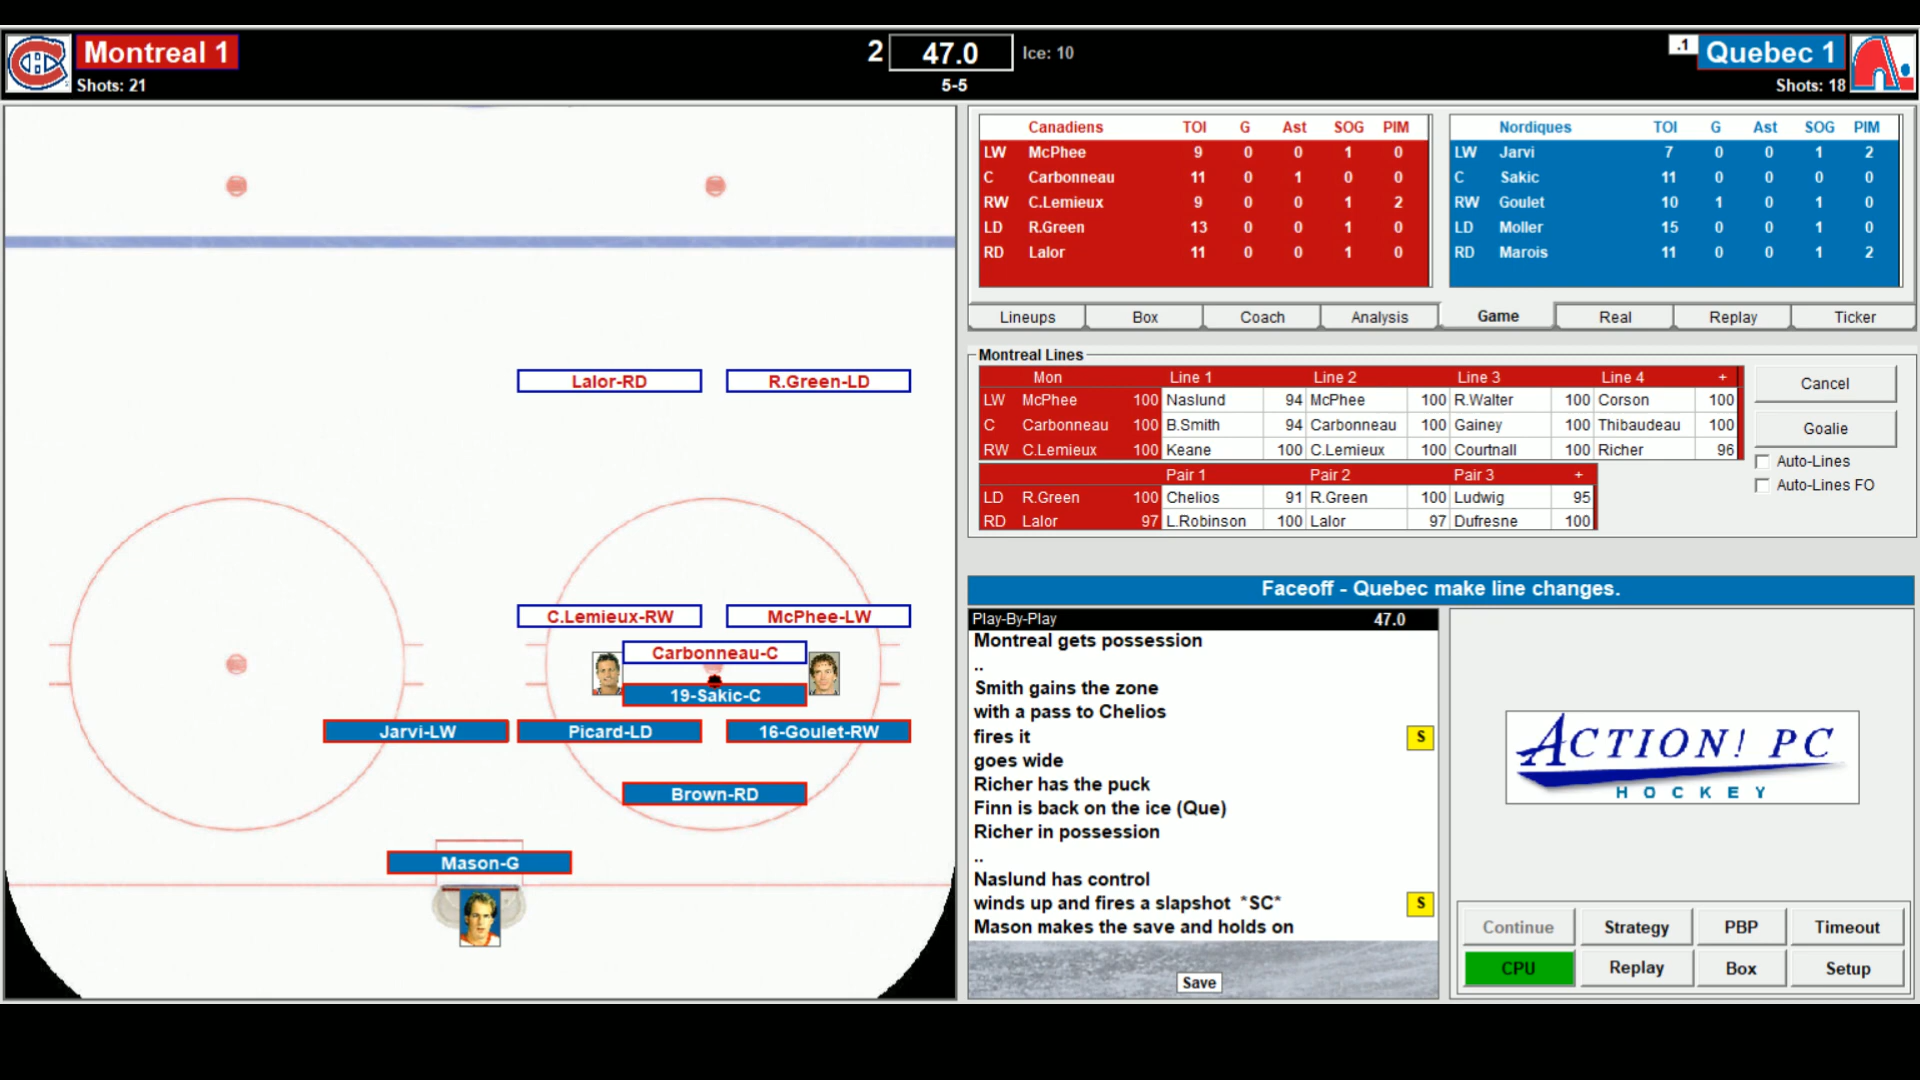 Montreal 1
Shots: 21
2 47.0 Ice: 10
5-5
.1 Quebec 1
Shots: 18
Canadiens TOI G Ast SOG PIM
LW McPhee 9 0 0 1 0
C Carbonneau 11 0 1 0 0
RW C.Lemieux 9 0 0 1 2
LD R.Green 13 0 0 1 0
RD Lalor 11 0 0 1 0
Nordiques TOI G Ast SOG PIM
LW Jarvi 7 0 0 1 2
C Sakic 11 0 0 0 0
RW Goulet 10 1 0 1 0
LD Moller 15 0 0 1 0
RD Marois 11 0 0 1 2
Lineups Box Coach Analysis Game Real Replay Ticker
Lalor-RD R.Green-LD
C.Lemieux-RW McPhee-LW
Carbonneau-C
19-Sakic-C
Jarvi-LW Picard-LD 16-Goulet-RW
Brown-RD
Mason-G
Montreal Lines
Mon Line 1 Line 2 Line 3 Line 4 +
LW McPhee 100 Naslund 94 McPhee 100 R.Walter 100 Corson 100
C Carbonneau 100 B.Smith 94 Carbonneau 100 Gainey 100 Thibaudeau 100
RW C.Lemieux 100 Keane 100 C.Lemieux 100 Courtnall 100 Richer 96
Pair 1 Pair 2 Pair 3 +
LD R.Green 100 Chelios 91 R.Green 100 Ludwig 95
RD Lalor 97 L.Robinson 100 Lalor 97 Dufresne 100
Cancel
Goalie
Auto-Lines
Auto-Lines FO
Faceoff - Quebec make line changes.
Play-By-Play 47.0
Montreal gets possession
..
Smith gains the zone
with a pass to Chelios
fires it S
goes wide
Richer has the puck
Finn is back on the ice (Que)
Richer in possession
..
Naslund has control
winds up and fires a slapshot *SC* S
Mason makes the save and holds on
Save
ACTION! PC
HOCKEY
Continue Strategy PBP Timeout
CPU Replay Box Setup